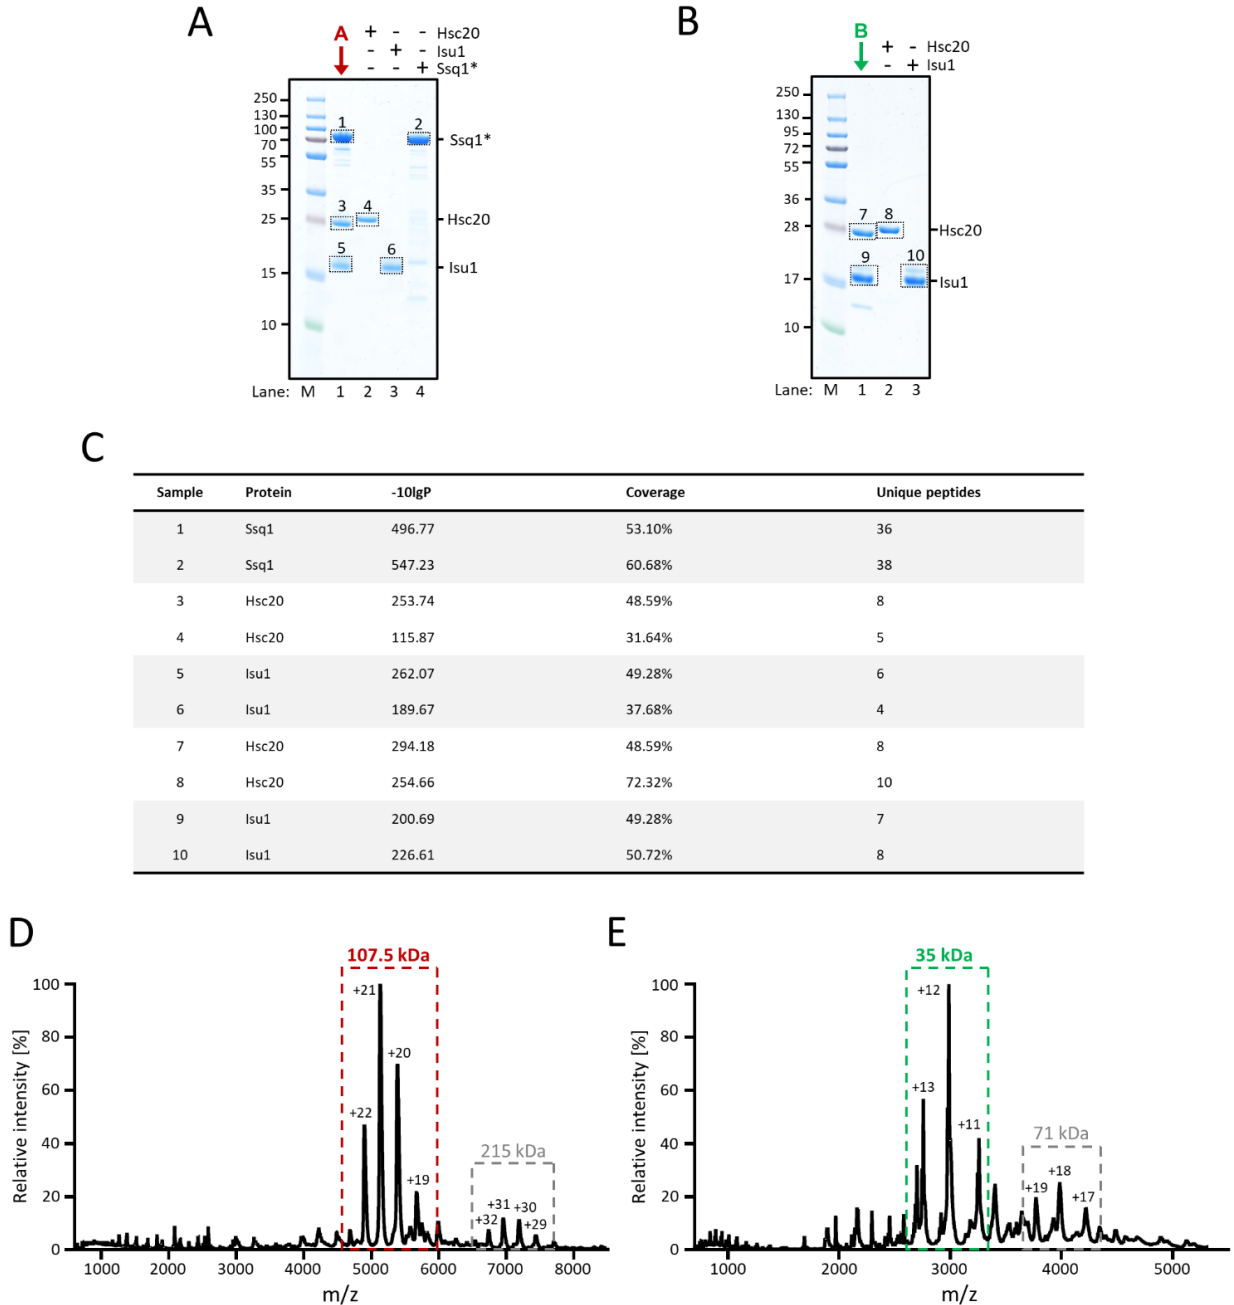 A
A + - - Hsc20
- + - Isu1
- - + Ssq1*
250
130
100
70
55
35
25
15
10
1
2
3
4
5
6
Ssq1*
Hsc20
Isu1
Lane: M 1 2 3 4
B
B + - Hsc20
- + Isu1
250
130
95
72
55
36
28
17
10
7
8
9
10
Hsc20
Isu1
Lane: M 1 2 3
C
Sample Protein -10lgP Coverage Unique peptides
1 Ssq1 496.77 53.10% 36
2 Ssq1 547.23 60.68% 38
3 Hsc20 253.74 48.59% 8
4 Hsc20 115.87 31.64% 5
5 Isu1 262.07 49.28% 6
6 Isu1 189.67 37.68% 4
7 Hsc20 294.18 48.59% 8
8 Hsc20 254.66 72.32% 10
9 Isu1 200.69 49.28% 7
10 Isu1 226.61 50.72% 8
D
107.5 kDa
215 kDa
+22
+21
+20
+19
+32
+31
+30
+29
Relative intensity [%]
100
80
60
40
20
0
1000 2000 3000 4000 5000 6000 7000 8000
m/z
E
35 kDa
71 kDa
+13
+12
+11
+19
+18
+17
Relative intensity [%]
100
80
60
40
20
0
1000 2000 3000 4000 5000
m/z